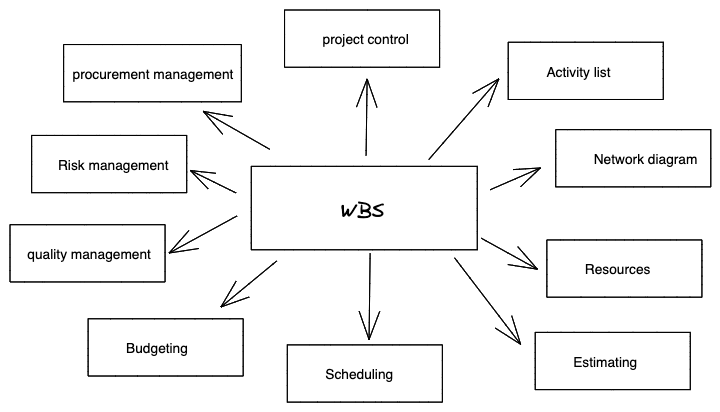 project control
procurement management
Activity list
Risk management
Network diagram
WBS
quality management
Resources
Budgeting
Scheduling
Estimating